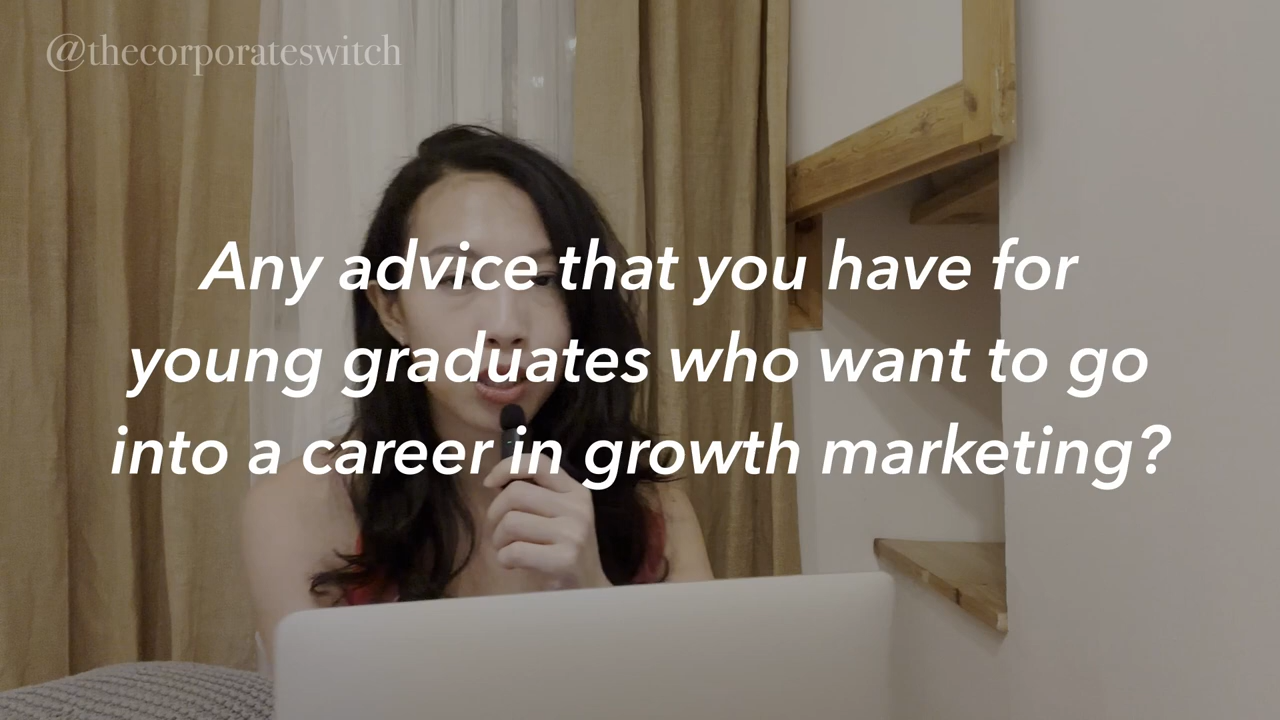 @thecorporateswitch
Any advice that you have for
young graduates who want to go
into a career in growth marketing?